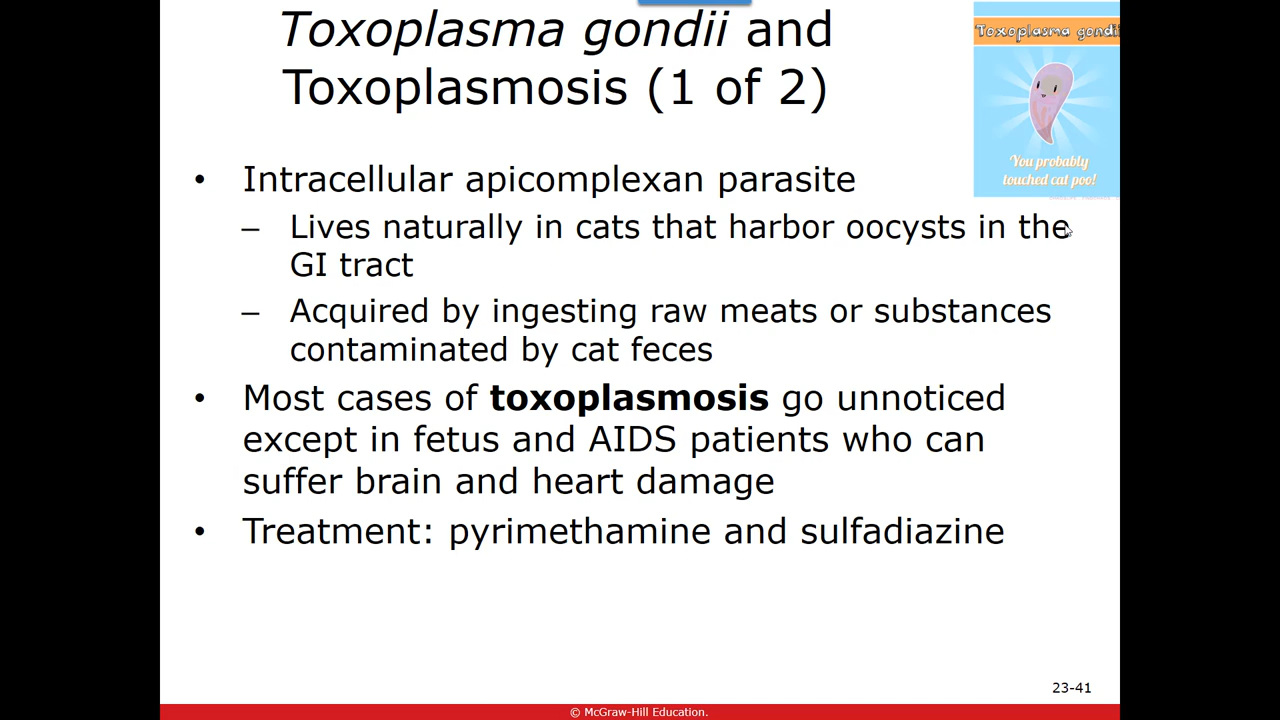 Toxoplasma gondii and
Toxoplasmosis (1 of 2)
Toxoplasma gondii
You probably
touched cat poo!
• Intracellular apicomplexan parasite
– Lives naturally in cats that harbor oocysts in the
GI tract
– Acquired by ingesting raw meats or substances
contaminated by cat feces
• Most cases of toxoplasmosis go unnoticed
except in fetus and AIDS patients who can
suffer brain and heart damage
• Treatment: pyrimethamine and sulfadiazine
23-41
© McGraw-Hill Education.